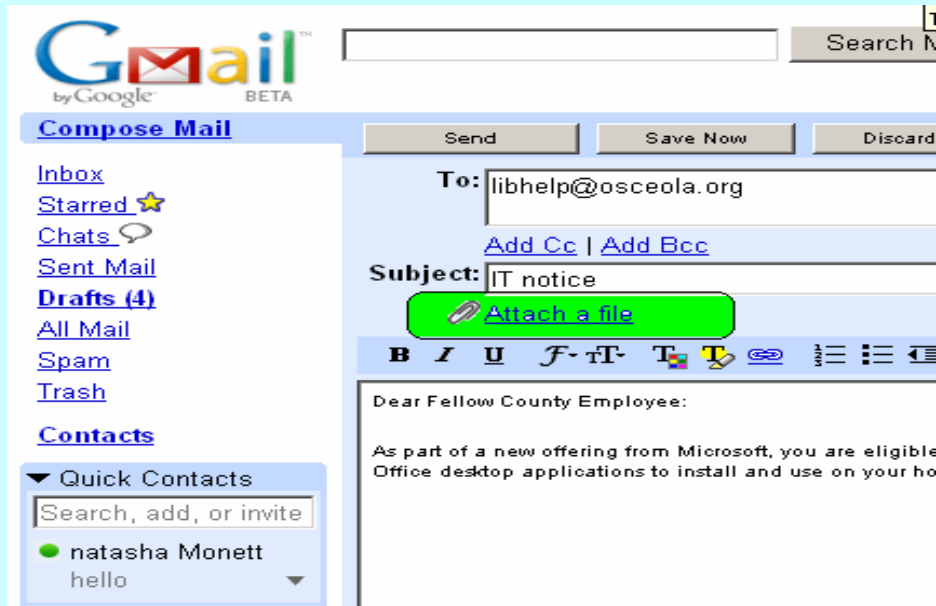 Gmail™
by Google BETA
Search
Compose Mail
Send Save Now Discard
Inbox
Starred
Chats
Sent Mail
Drafts (4)
All Mail
Spam
Trash
Contacts
Quick Contacts
Search, add, or invite
natasha Monett
hello
To: libhelp@osceola.org
Add Cc | Add Bcc
Subject: IT notice
Attach a file
B I U F TT T T
Dear Fellow County Employee:
As part of a new offering from Microsoft, you are eligible
Office desktop applications to install and use on your